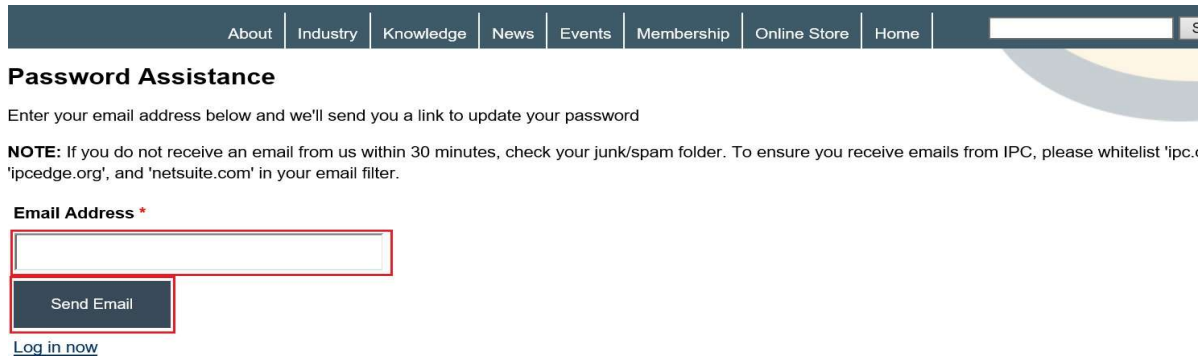 About Industry Knowledge News Events Membership Online Store Home
Password Assistance
Enter your email address below and we'll send you a link to update your password
NOTE: If you do not receive an email from us within 30 minutes, check your junk/spam folder. To ensure you receive emails from IPC, please whitelist 'ipc.
'ipcedge.org', and 'netsuite.com' in your email filter.
Email Address *
Send Email
Log in now